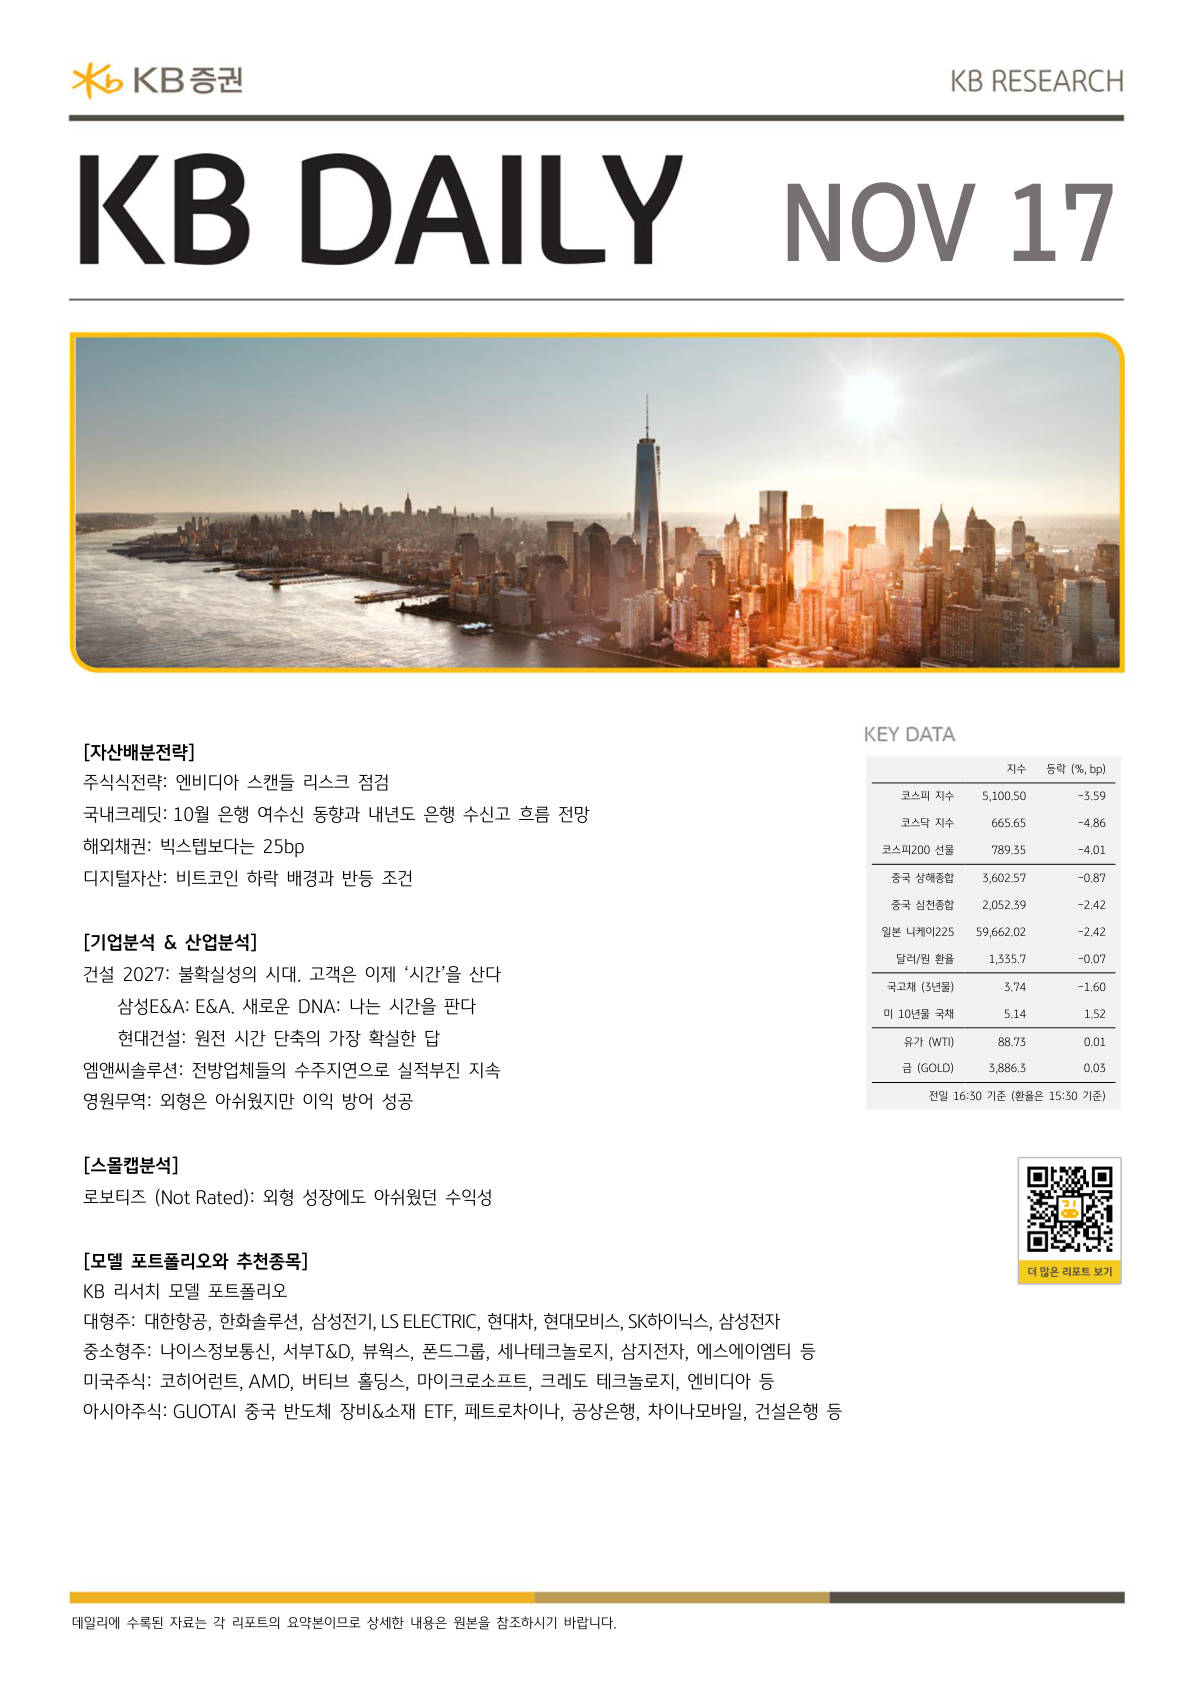 KB증권
KB RESEARCH
KB DAILY NOV 17
[자산배분전략]
주식식전략: 엔비디아 스캔들 리스크 점검
국내크레딧: 10월 은행 여수신 동향과 내년도 은행 수신고 흐름 전망
해외채권: 빅스텝보다는 25bp
디지털자산: 비트코인 하락 배경과 반등 조건
[기업분석 & 산업분석]
건설 2027: 불확실성의 시대. 고객은 이제 ‘시간’을 산다
삼성E&A: E&A. 새로운 DNA: 나는 시간을 판다
현대건설: 원전 시간 단축의 가장 확실한 답
엠앤씨솔루션: 전방업체들의 수주지연으로 실적부진 지속
영원무역: 외형은 아쉬웠지만 이익 방어 성공
[스몰캡분석]
로보티즈 (Not Rated): 외형 성장에도 아쉬웠던 수익성
[모델 포트폴리오와 추천종목]
KB 리서치 모델 포트폴리오
대형주: 대한항공, 한화솔루션, 삼성전기, LS ELECTRIC, 현대차, 현대모비스, SK하이닉스, 삼성전자
중소형주: 나이스정보통신, 서부T&D, 뷰웍스, 폰드그룹, 세나테크놀로지, 삼지전자, 에스에이엠티 등
미국주식: 코히어런트, AMD, 버티브 홀딩스, 마이크로소프트, 크레도 테크놀로지, 엔비디아 등
아시아주식: GUOTAI 중국 반도체 장비&소재 ETF, 페트로차이나, 공상은행, 차이나모바일, 건설은행 등
KEY DATA
지수 등락 (%, bp)
코스피 지수 5,100.50 -3.59
코스닥 지수 665.65 -4.86
코스피200 선물 789.35 -4.01
중국 상해종합 3,602.57 -0.87
중국 심천종합 2,052.39 -2.42
일본 니케이225 59,662.02 -2.42
달러/원 환율 1,335.7 -0.07
국고채 (3년물) 3.74 -1.60
미 10년물 국채 5.14 1.52
유가 (WTI) 88.73 0.01
금 (GOLD) 3,886.3 0.03
전일 16:30 기준 (환율은 15:30 기준)
더 많은 리포트 보기
데일리에 수록된 자료는 각 리포트의 요약본이므로 상세한 내용은 원본을 참조하시기 바랍니다.